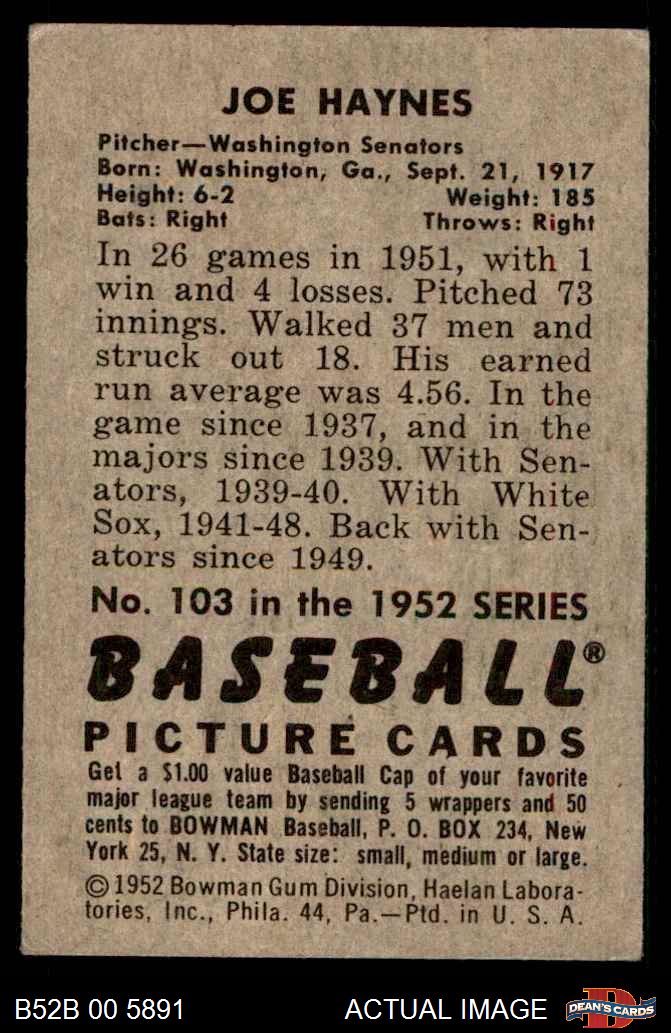 JOE HAYNES
Pitcher—Washington Senators
Born: Washington, Ga., Sept. 21, 1917
Height: 6-2 Weight: 185
Bats: Right Throws: Right
In 26 games in 1951, with 1
win and 4 losses. Pitched 73
innings. Walked 37 men and
struck out 18. His earned
run average was 4.56. In the
game since 1937, and in the
majors since 1939. With Sen-
ators, 1939-40. With White
Sox, 1941-48. Back with Sen-
ators since 1949.
No. 103 in the 1952 SERIES
BASEBALL®
PICTURE CARDS
Get a $1.00 value Baseball Cap of your favorite
major league team by sending 5 wrappers and 50
cents to BOWMAN Baseball, P. O. BOX 234, New
York 25, N. Y. State size: small, medium or large.
© 1952 Bowman Gum Division, Haelan Labora-
tories, Inc., Phila. 44, Pa.—Ptd. in U. S. A.
B52B 00 5891 ACTUAL IMAGE D DEAN'S CARDS